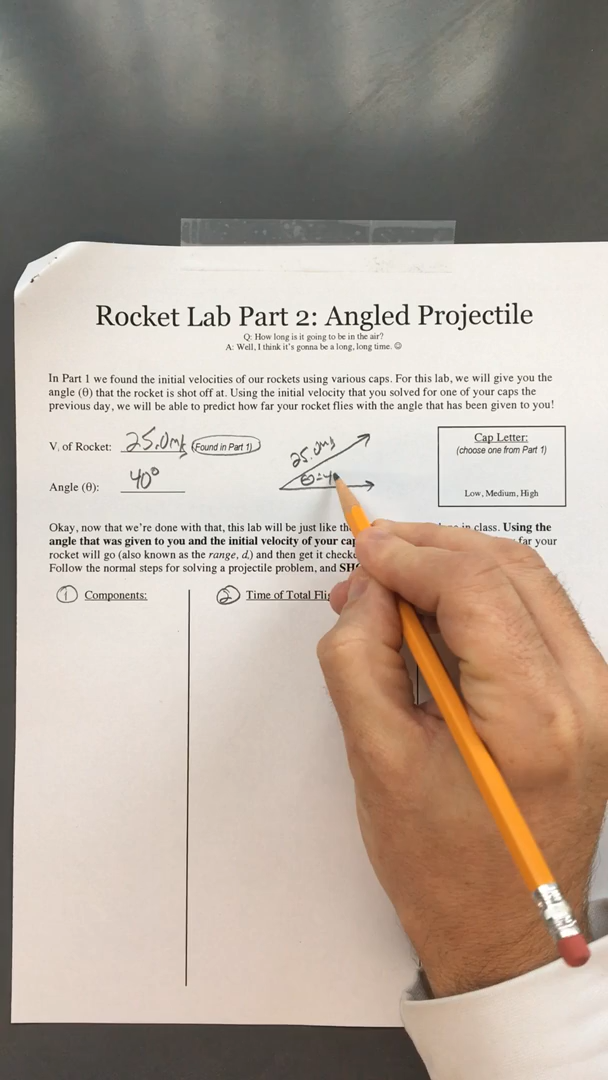 Rocket Lab Part 2: Angled Projectile
Q: How long is it going to be in the air?
A: Well, I think it's gonna be a long, long time. ☺
In Part 1 we found the initial velocities of our rockets using various caps. For this lab, we will give you the
angle (θ) that the rocket is shot off at. Using the initial velocity that you solved for one of your caps the
previous day, we will be able to predict how far your rocket flies with the angle that has been given to you!
Vᵢ of Rocket: 25.0 m/s (Found in Part 1)
25.0 m/s
Cap Letter:
(choose one from Part 1)
Angle (θ): 40°
θ=4
Low, Medium, High
Okay, now that we're done with that, this lab will be just like in class. Using the
angle that was given to you and the initial velocity of your far your
rocket will go (also known as the range, dₓ) and then get it
Follow the normal steps for solving a projectile problem, and
① Components:
② Time of Total